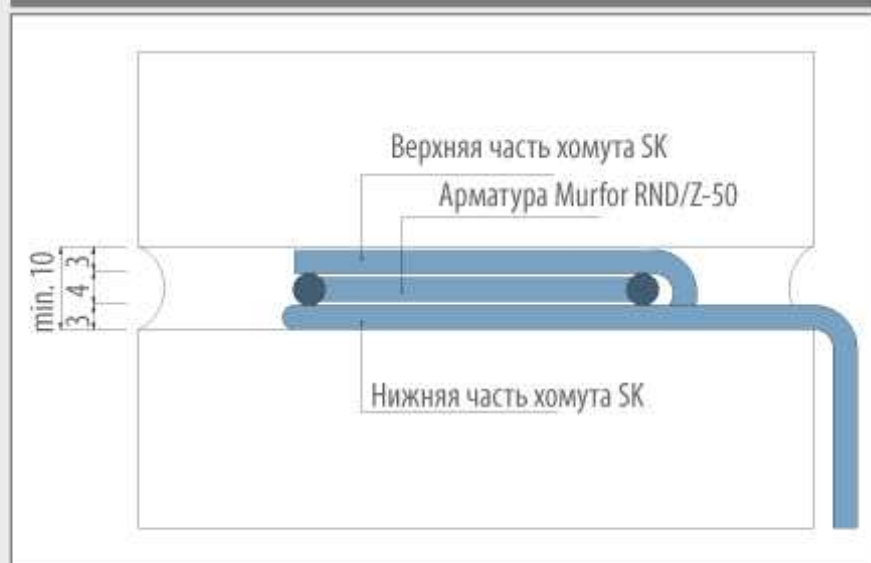 Верхняя часть хомута SK
Арматура Murfor RND/Z-50
min. 10
3
4
3
Нижняя часть хомута SK